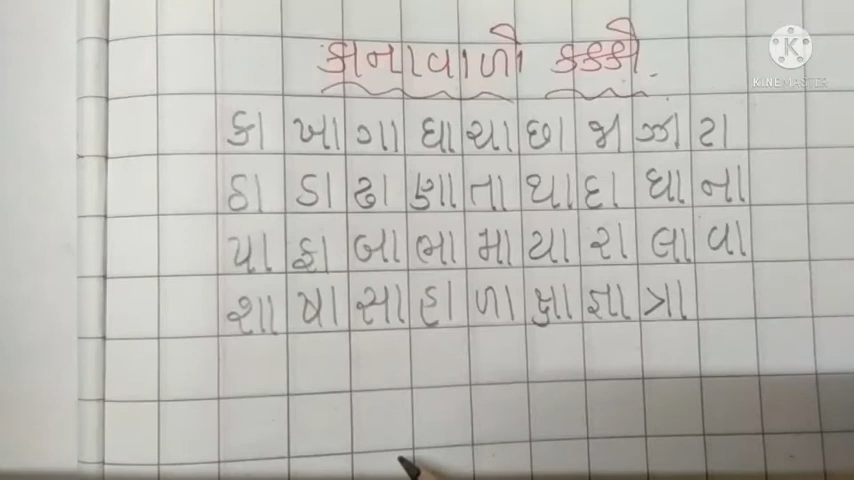 કાનાવાળો કક્કો.
KINEMASTER
કા ખા ગા ઘા ચા છા જા ઝા ટા
ઠા ડા ઢા ણા તા થા દા ધા ના
પા ફા બા ભા મા યા રા લા વા
શા ષા સા હા ળા ક્ષા જ્ઞા ત્રા